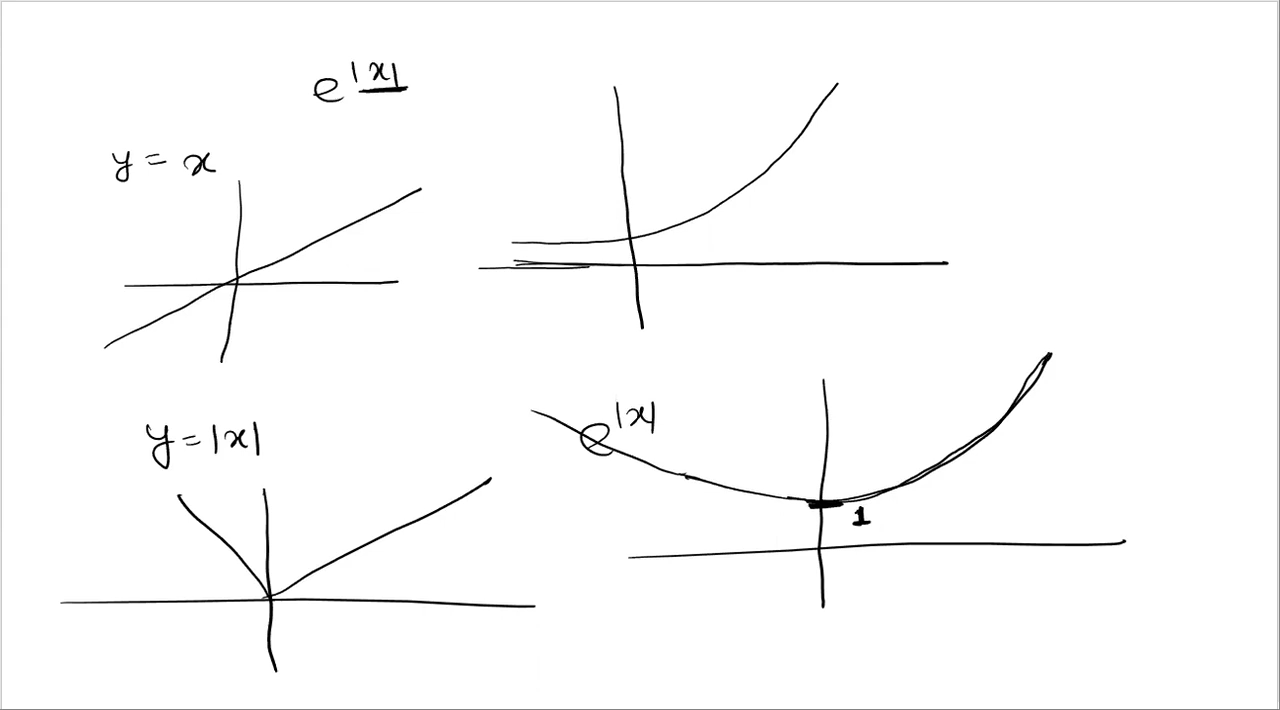 e^|x|
y = x
y = |x|
e^|x|
1